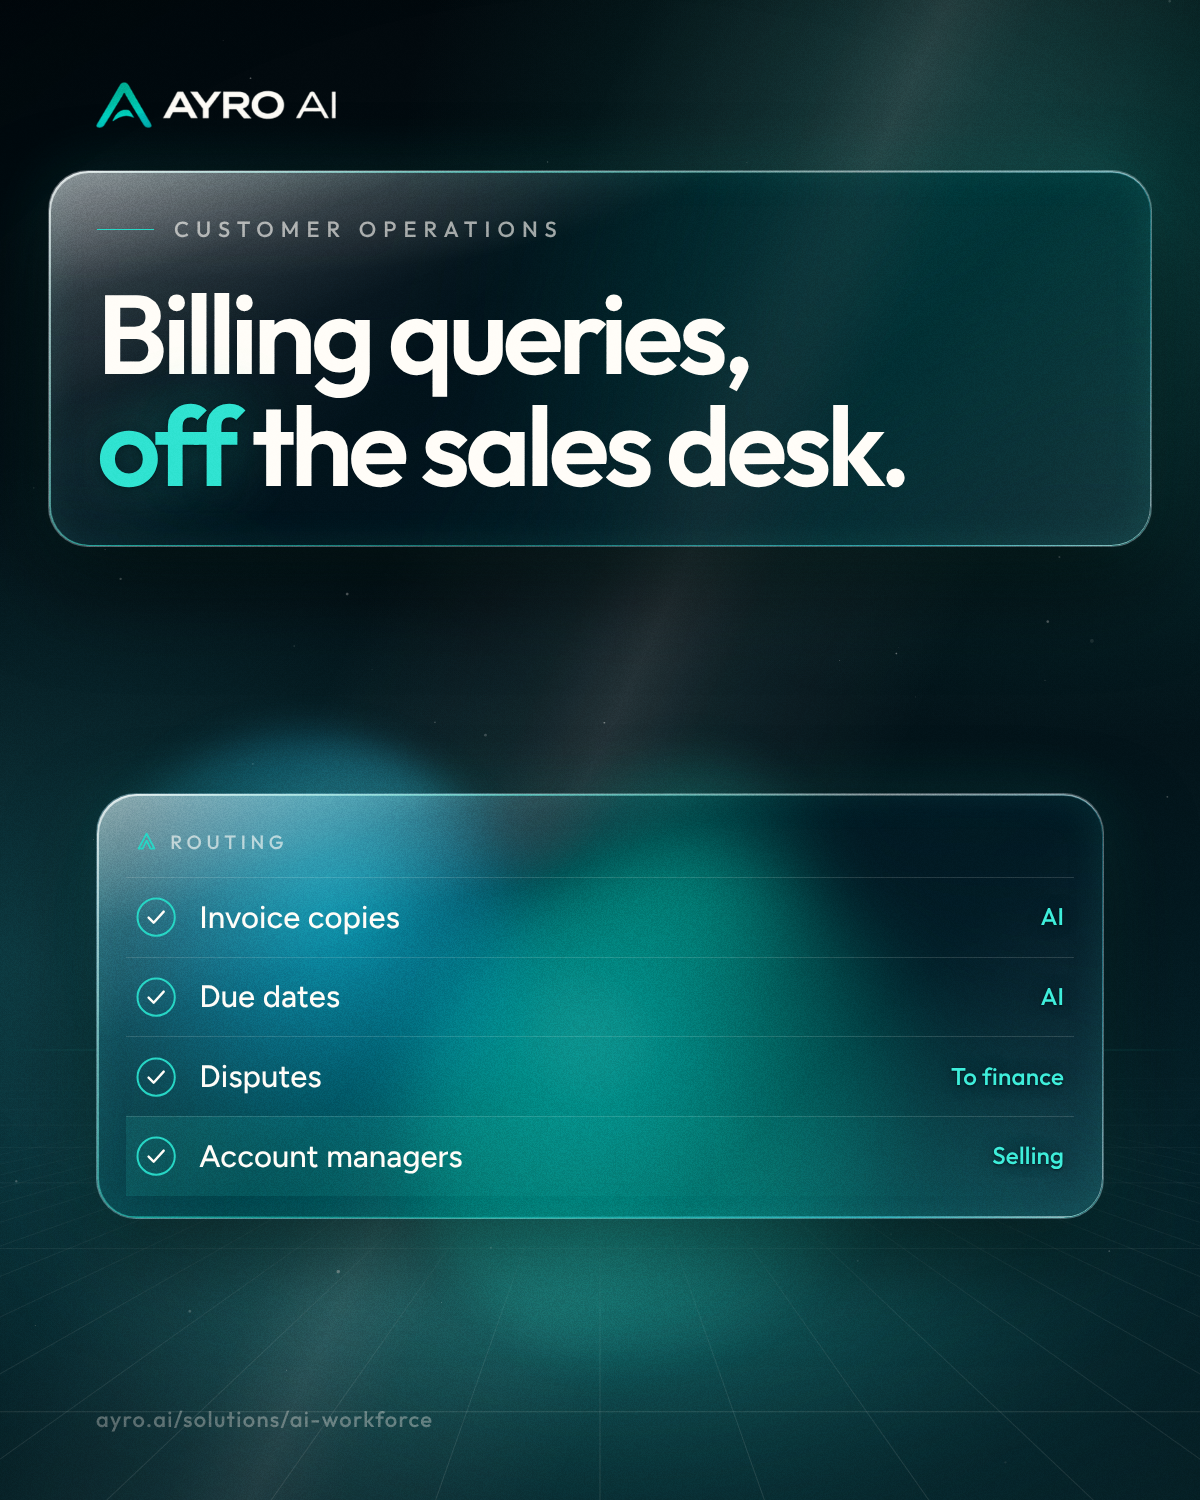 AYRO AI
CUSTOMER OPERATIONS
Billing queries,
off the sales desk.
ROUTING
Invoice copies AI
Due dates AI
Disputes To finance
Account managers Selling
ayro.ai/solutions/ai-workforce